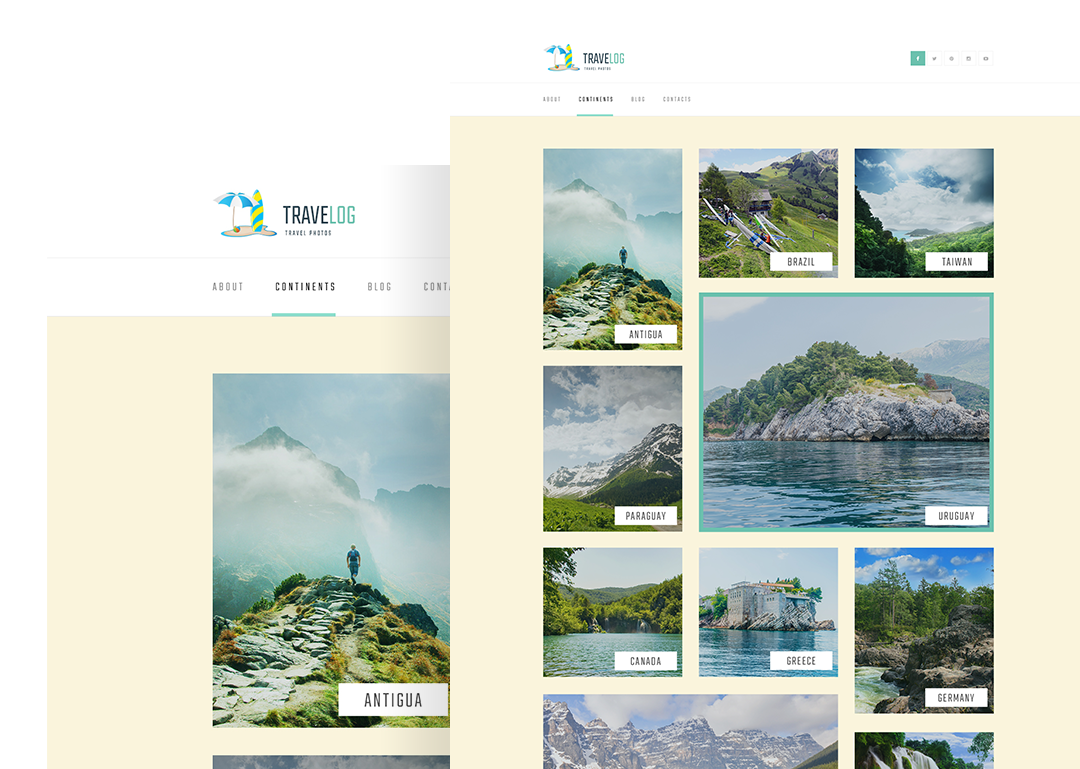 TRAVELOG
TRAVEL PHOTOS
ABOUT CONTINENTS BLOG CONTACTS
ANTIGUA
BRAZIL
TAIWAN
PARAGUAY
URUGUAY
CANADA
GREECE
GERMANY
TRAVELOG
TRAVEL PHOTOS
ABOUT CONTINENTS BLOG CONTA
ANTIGUA